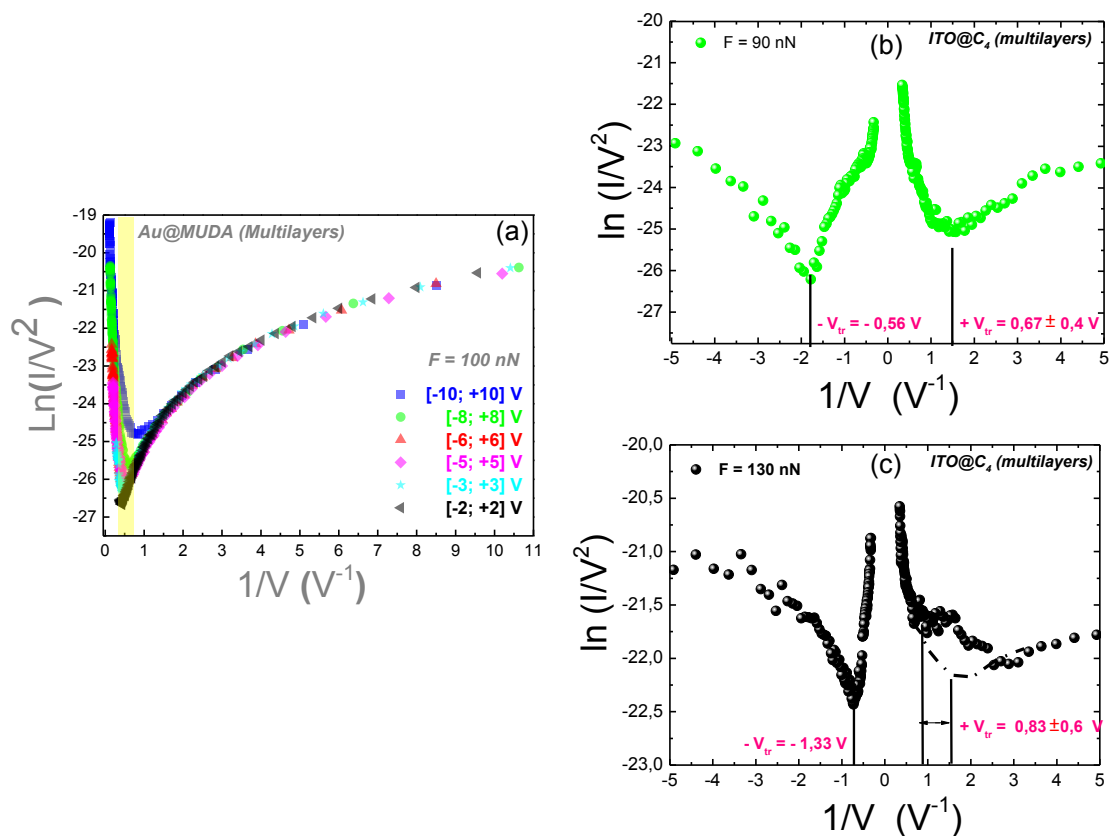 (a)
Au@MUDA (Multilayers)
F = 100 nN
[-10; +10] V
[-8; +8] V
[-6; +6] V
[-5; +5] V
[-3; +3] V
[-2; +2] V
Ln(I/V²)
-19
-20
-21
-22
-23
-24
-25
-26
-27
0 1 2 3 4 5 6 7 8 9 10 11
1/V (V⁻¹)
(b)
F = 90 nN
ITO@C₄ (multilayers)
ln (I/V²)
-20
-21
-22
-23
-24
-25
-26
-27
- Vtr = - 0,56 V
+ Vtr = 0,67 ± 0,4 V
-5 -4 -3 -2 -1 0 1 2 3 4 5
1/V (V⁻¹)
(c)
F = 130 nN
ITO@C₄ (multilayers)
ln (I/V²)
-20,0
-20,5
-21,0
-21,5
-22,0
-22,5
-23,0
- Vtr = - 1,33 V
+ Vtr = 0,83 ±0,6 V
-5 -4 -3 -2 -1 0 1 2 3 4 5
1/V (V⁻¹)